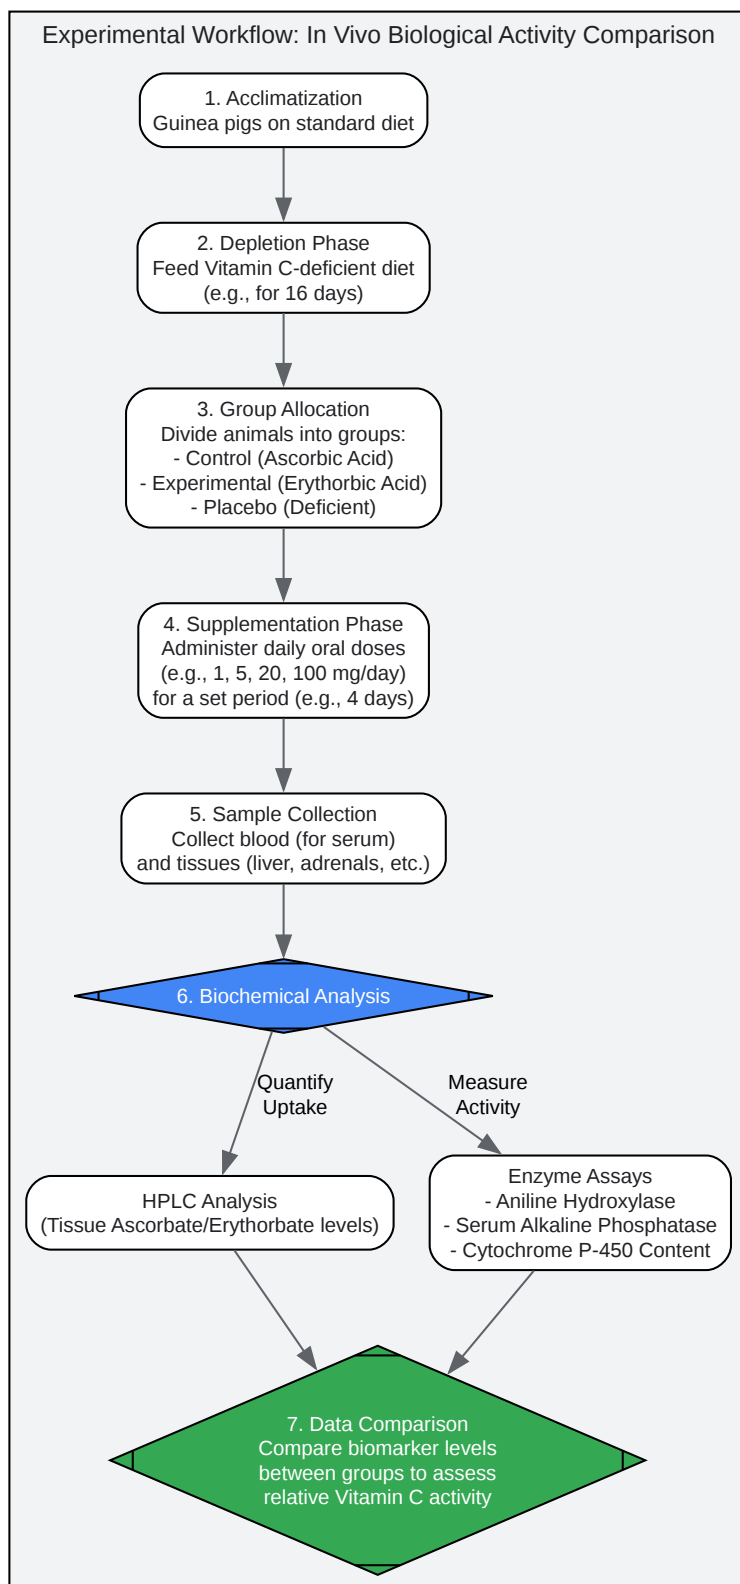 Experimental Workflow: In Vivo Biological Activity Comparison
1. Acclimatization
Guinea pigs on standard diet
2. Depletion Phase
Feed Vitamin C-deficient diet
(e.g., for 16 days)
3. Group Allocation
Divide animals into groups:
- Control (Ascorbic Acid)
- Experimental (Erythorbic Acid)
- Placebo (Deficient)
4. Supplementation Phase
Administer daily oral doses
(e.g., 1, 5, 20, 100 mg/day)
for a set period (e.g., 4 days)
5. Sample Collection
Collect blood (for serum)
and tissues (liver, adrenals, etc.)
6. Biochemical Analysis
Quantify
Uptake
Measure
Activity
HPLC Analysis
(Tissue Ascorbate/Erythorbate levels)
Enzyme Assays
- Aniline Hydroxylase
- Serum Alkaline Phosphatase
- Cytochrome P-450 Content
7. Data Comparison
Compare biomarker levels
between groups to assess
relative Vitamin C activity